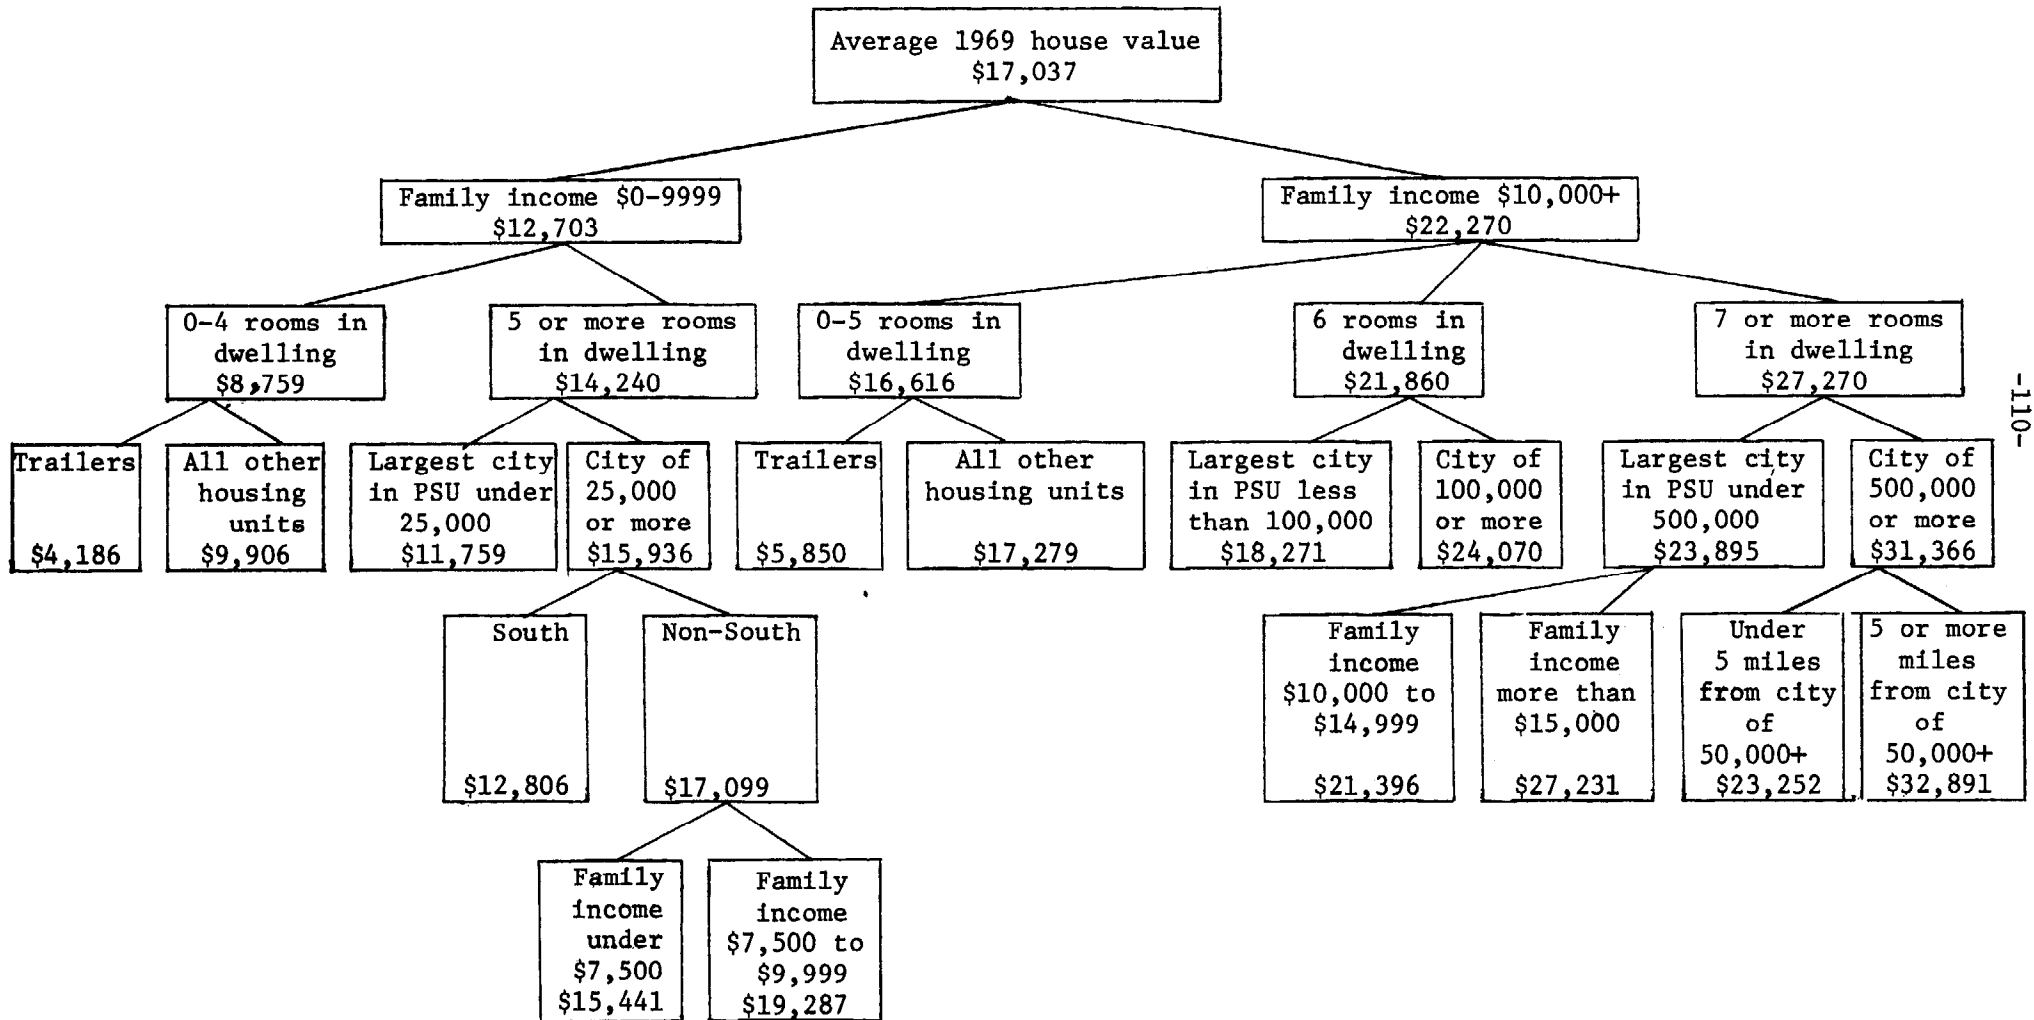 Average 1969 house value
$17,037
Family income $0-9999
$12,703
Family income $10,000+
$22,270
0-4 rooms in
dwelling
$8,759
5 or more rooms
in dwelling
$14,240
0-5 rooms in
dwelling
$16,616
6 rooms in
dwelling
$21,860
7 or more rooms
in dwelling
$27,270
-110-
Trailers
$4,186
All other
housing
units
$9,906
Largest city
in PSU under
25,000
$11,759
City of
25,000
or more
$15,936
Trailers
$5,850
All other
housing units
$17,279
Largest city
in PSU less
than 100,000
$18,271
City of
100,000
or more
$24,070
Largest city
in PSU under
500,000
$23,895
City of
500,000
or more
$31,366
South
$12,806
Non-South
$17,099
Family
income
$10,000 to
$14,999
$21,396
Family
income
more than
$15,000
$27,231
Under
5 miles
from city
of
50,000+
$23,252
5 or more
miles
from city
of
50,000+
$32,891
Family
income
under
$7,500
$15,441
Family
income
$7,500 to
$9,999
$19,287